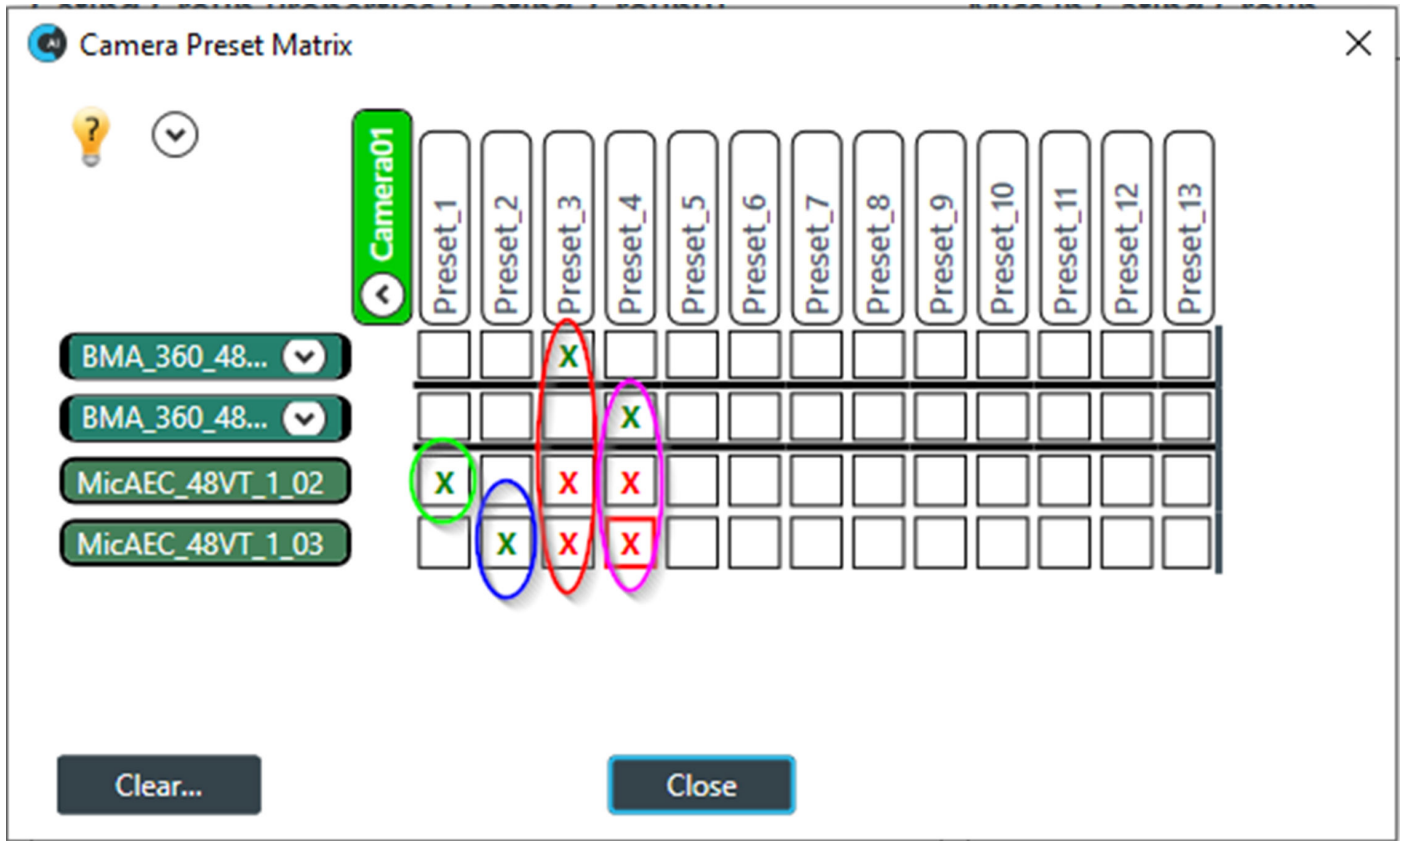 Camera Preset Matrix
Camera01
Preset_1
Preset_2
Preset_3
Preset_4
Preset_5
Preset_6
Preset_7
Preset_8
Preset_9
Preset_10
Preset_11
Preset_12
Preset_13
BMA_360_48... X
BMA_360_48... X
MicAEC_48VT_1_02 X X X
MicAEC_48VT_1_03 X X X
Clear... Close